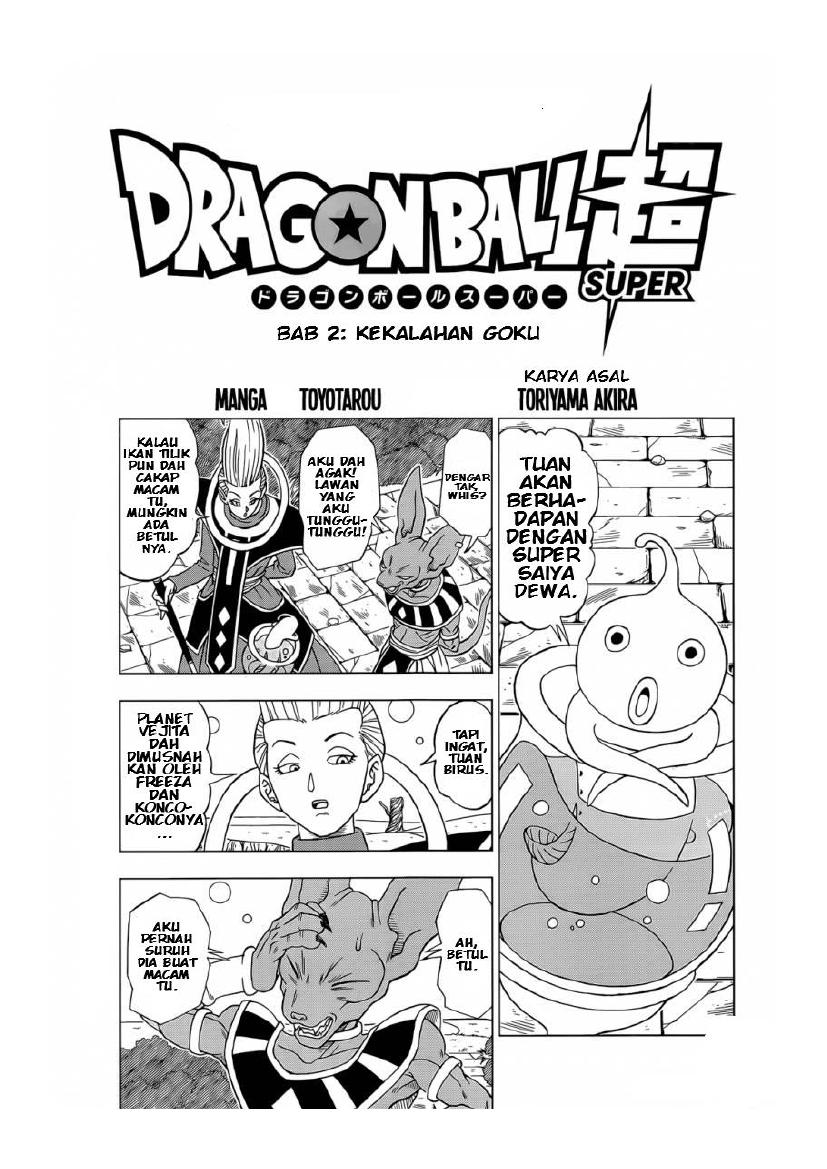 DRAGON BALL 超
SUPER
ドラゴンボールスーパー
BAB 2: KEKALAHAN GOKU
MANGA TOYOTAROU
KARYA ASAL
TORIYAMA AKIRA
TUAN
AKAN
BERHA-
DAPAN
DENGAN
SUPER
SAIYA
DEWA.
DENGAR
TAK,
WHIS?
AKU DAH
AGAK!
LAWAN
YANG
AKU
TUNGGU-
TUNGGU!
KALAU
IKAN TILIK
PUN DAH
CAKAP
MACAM
TU,
MUNGKIN
ADA
BETUL
NYA.
TAPI
INGAT,
TUAN
BIRUS.
PLANET
VEJITA
DAH
DIMUSNAH
KAN OLEH
FREEZA
DAN
KONCO-
KONCONYA
...
AH,
BETUL
TU.
AKU
PERNAH
SURUH
DIA BUAT
MACAM
TU.